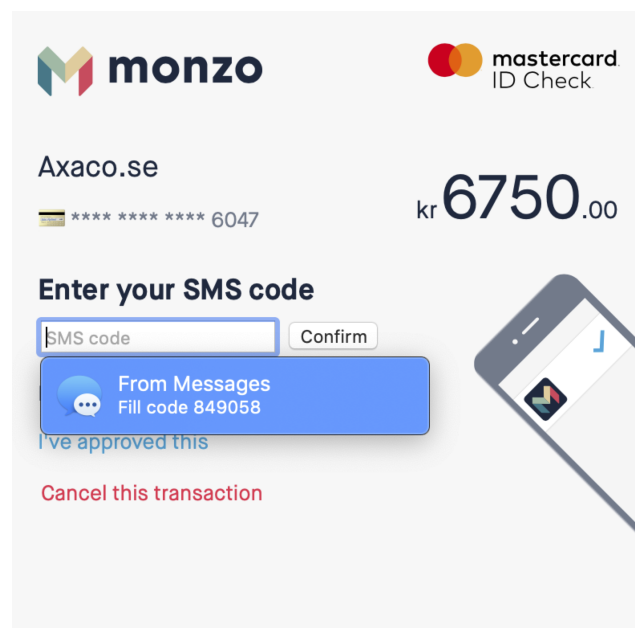 monzo
mastercard.
ID Check.
Axaco.se
**** **** **** 6047
kr 6750.00
Enter your SMS code
SMS code
Confirm
From Messages
Fill code 849058
I've approved this
Cancel this transaction